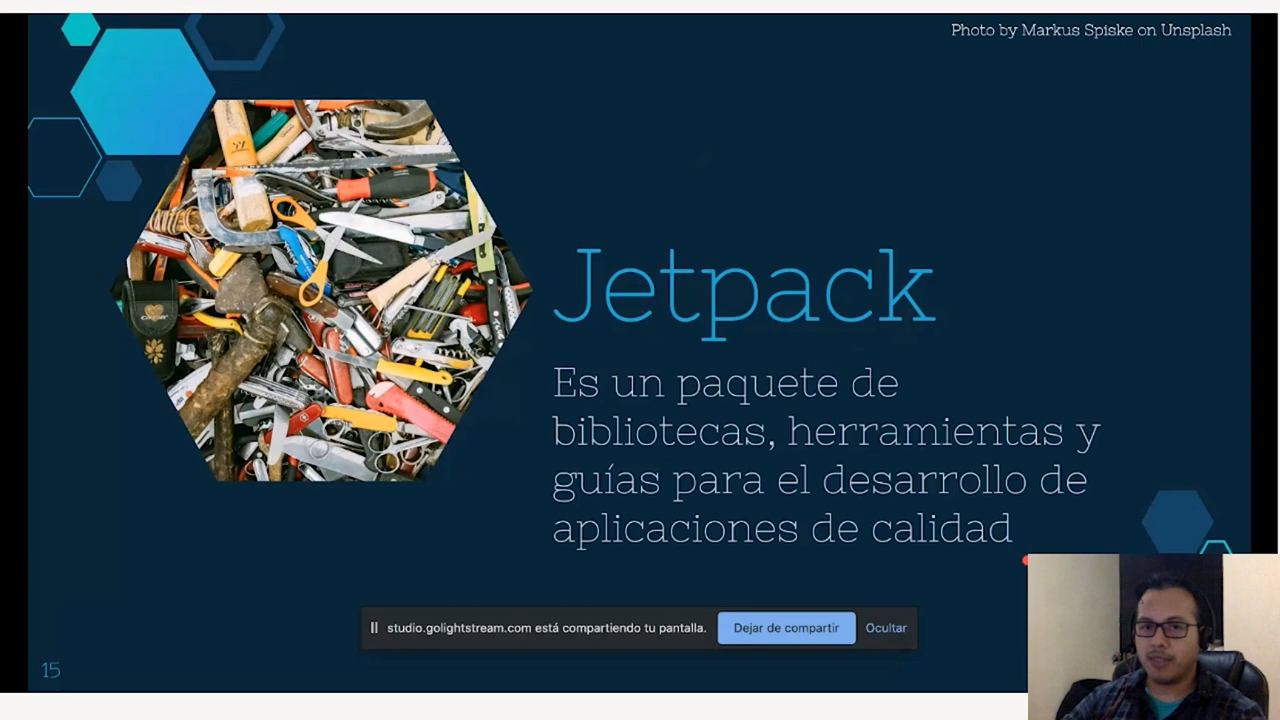 Photo by Markus Spiske on Unsplash
Jetpack
Es un paquete de
bibliotecas, herramientas y
guías para el desarrollo de
aplicaciones de calidad
studio.golightstream.com está compartiendo tu pantalla.
Dejar de compartir
Ocultar
15